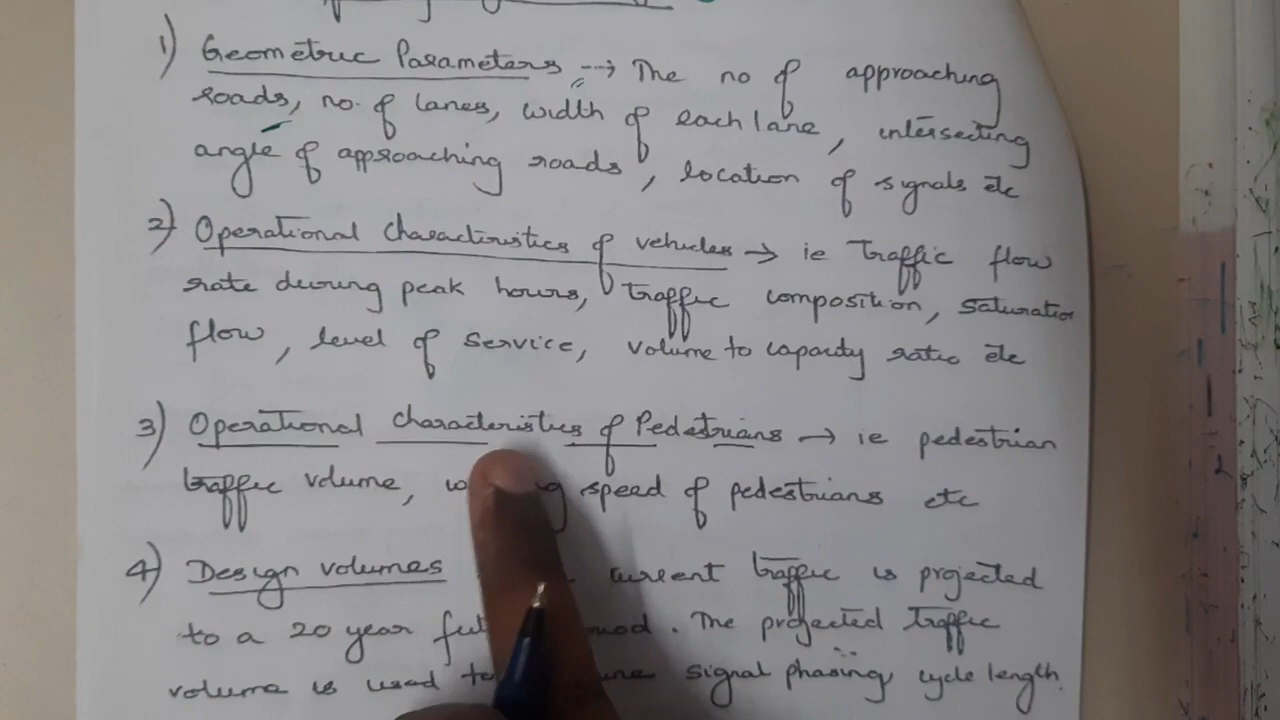 1) Geometric Parameters --> The no of approaching
roads, no. of lanes, width of each lane, intersecting
angle of approaching roads, location of signals etc
2) Operational Characteristics of vehicles → ie Traffic flow
rate during peak hours, traffic composition, saturation
flow, level of service, volume to capacity ratio etc
3) Operational characteristics of Pedestrians → ie pedestrian
traffic volume, speed of pedestrians etc
4) Design volumes current traffic is projected
to a 20 year . The projected traffic
volume is used to signal phasing, cycle length.